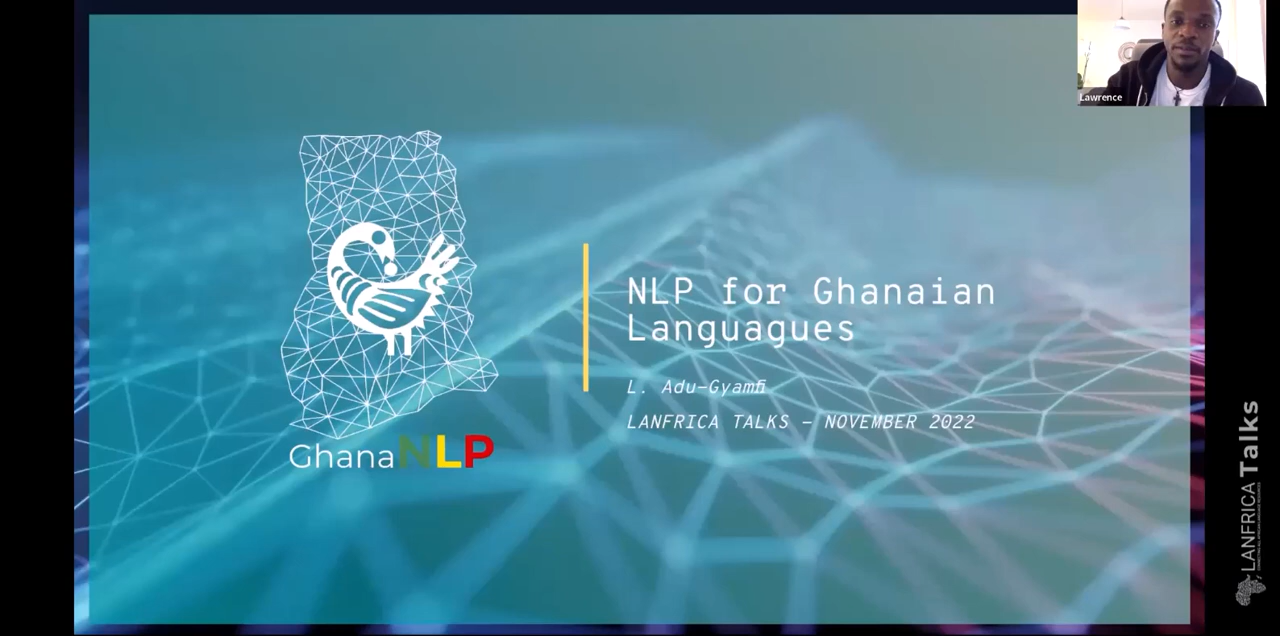 Lawrence
NLP for Ghanaian
Languagues
L. Adu-Gyamfi
LANFRICA TALKS – NOVEMBER 2022
GhanaNLP
LANFRICA Talks